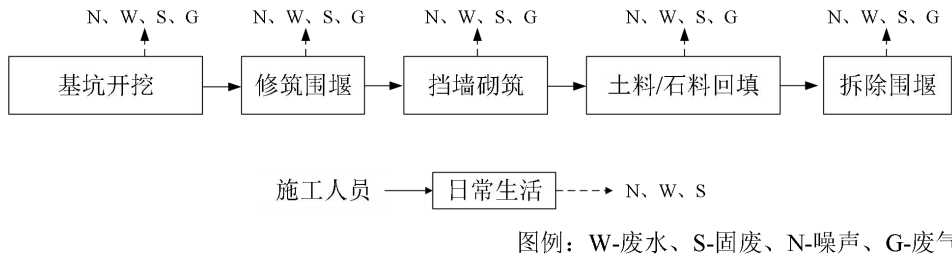 N、W、S、G N、W、S、G N、W、S、G N、W、S、G N、W、S、G
基坑开挖 修筑围堰 挡墙砌筑 土料/石料回填 拆除围堰
施工人员 日常生活 N、W、S
图例：W-废水、S-固废、N-噪声、G-废气